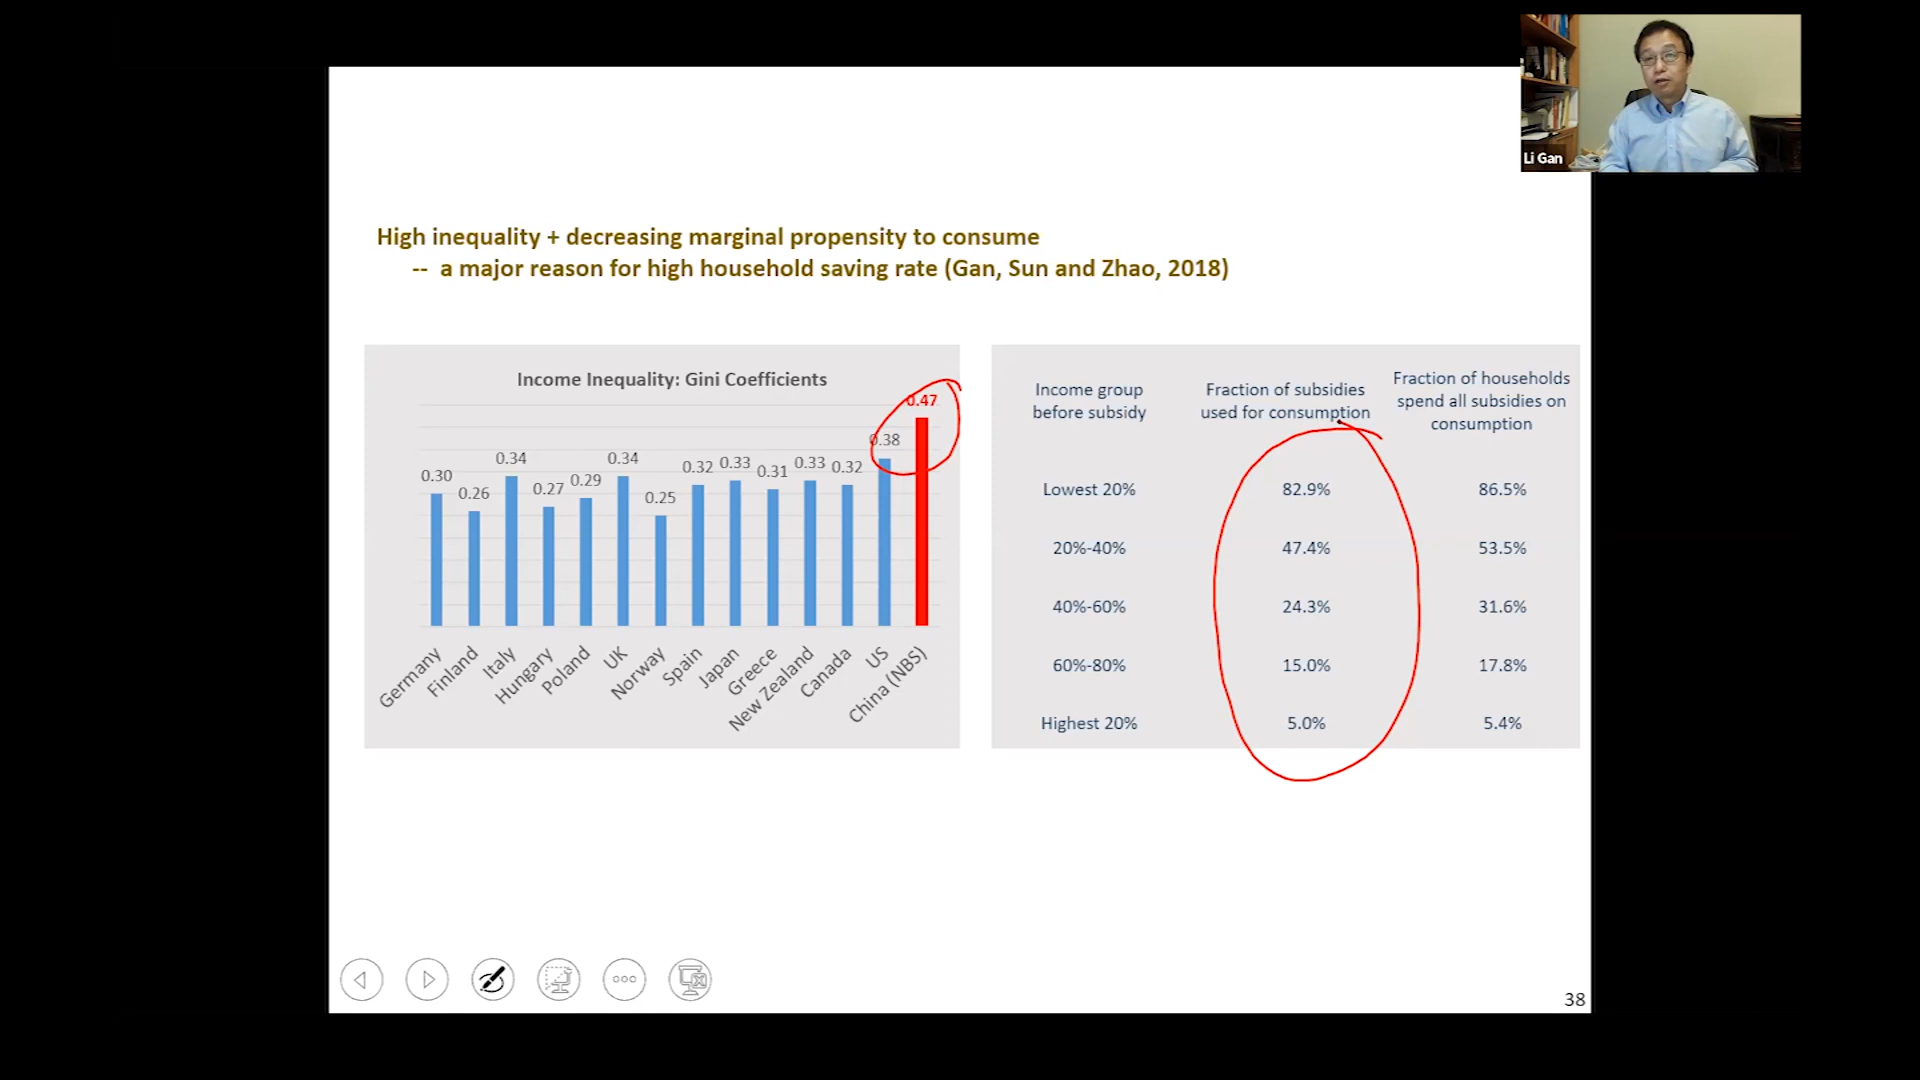 Li Gan
High inequality + decreasing marginal propensity to consume
-- a major reason for high household saving rate (Gan, Sun and Zhao, 2018)
Income Inequality: Gini Coefficients
0.30
0.26
0.34
0.27
0.29
0.34
0.25
0.32
0.33
0.31
0.33
0.32
0.38
0.47
Germany
Finland
Italy
Hungary
Poland
UK
Norway
Spain
Japan
Greece
New Zealand
Canada
US
China (NBS)
Income group
before subsidy
Fraction of subsidies
used for consumption
Fraction of households
spend all subsidies on
consumption
Lowest 20% 82.9% 86.5%
20%-40% 47.4% 53.5%
40%-60% 24.3% 31.6%
60%-80% 15.0% 17.8%
Highest 20% 5.0% 5.4%
38